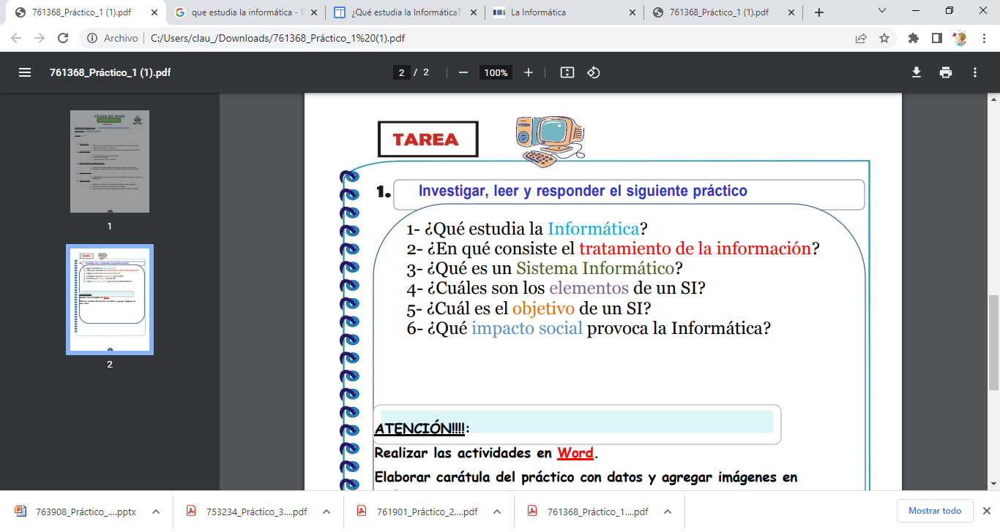 761368_Práctico_1 (1).pdf
que estudia la informática - B
¿Qué estudia la Informática?
La Informática
761368_Práctico_1 (1).pdf
Archivo
C:/Users/clau_/Downloads/761368_Práctico_1%20(1).pdf
761368_Práctico_1 (1).pdf
2 / 2
100%
1
2
TAREA
1. Investigar, leer y responder el siguiente práctico
1- ¿Qué estudia la Informática?
2- ¿En qué consiste el tratamiento de la información?
3- ¿Qué es un Sistema Informático?
4- ¿Cuáles son los elementos de un SI?
5- ¿Cuál es el objetivo de un SI?
6- ¿Qué impacto social provoca la Informática?
ATENCIÓN!!!!:
Realizar las actividades en Word.
Elaborar carátula del práctico con datos y agregar imágenes en
763908_Práctico_....pptx
753234_Práctico_3....pdf
761901_Práctico_2....pdf
761368_Práctico_1....pdf
Mostrar todo